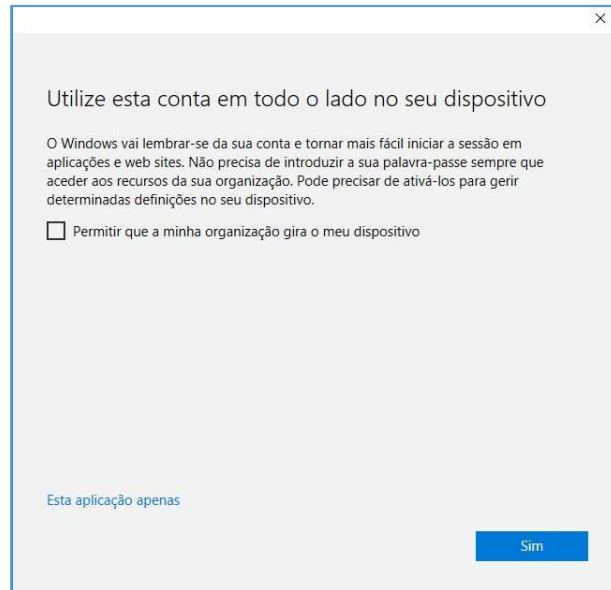 Utilize esta conta em todo o lado no seu dispositivo
O Windows vai lembrar-se da sua conta e tornar mais fácil iniciar a sessão em
aplicações e web sites. Não precisa de introduzir a sua palavra-passe sempre que
aceder aos recursos da sua organização. Pode precisar de ativá-los para gerir
determinadas definições no seu dispositivo.
Permitir que a minha organização gira o meu dispositivo
Esta aplicação apenas
Sim